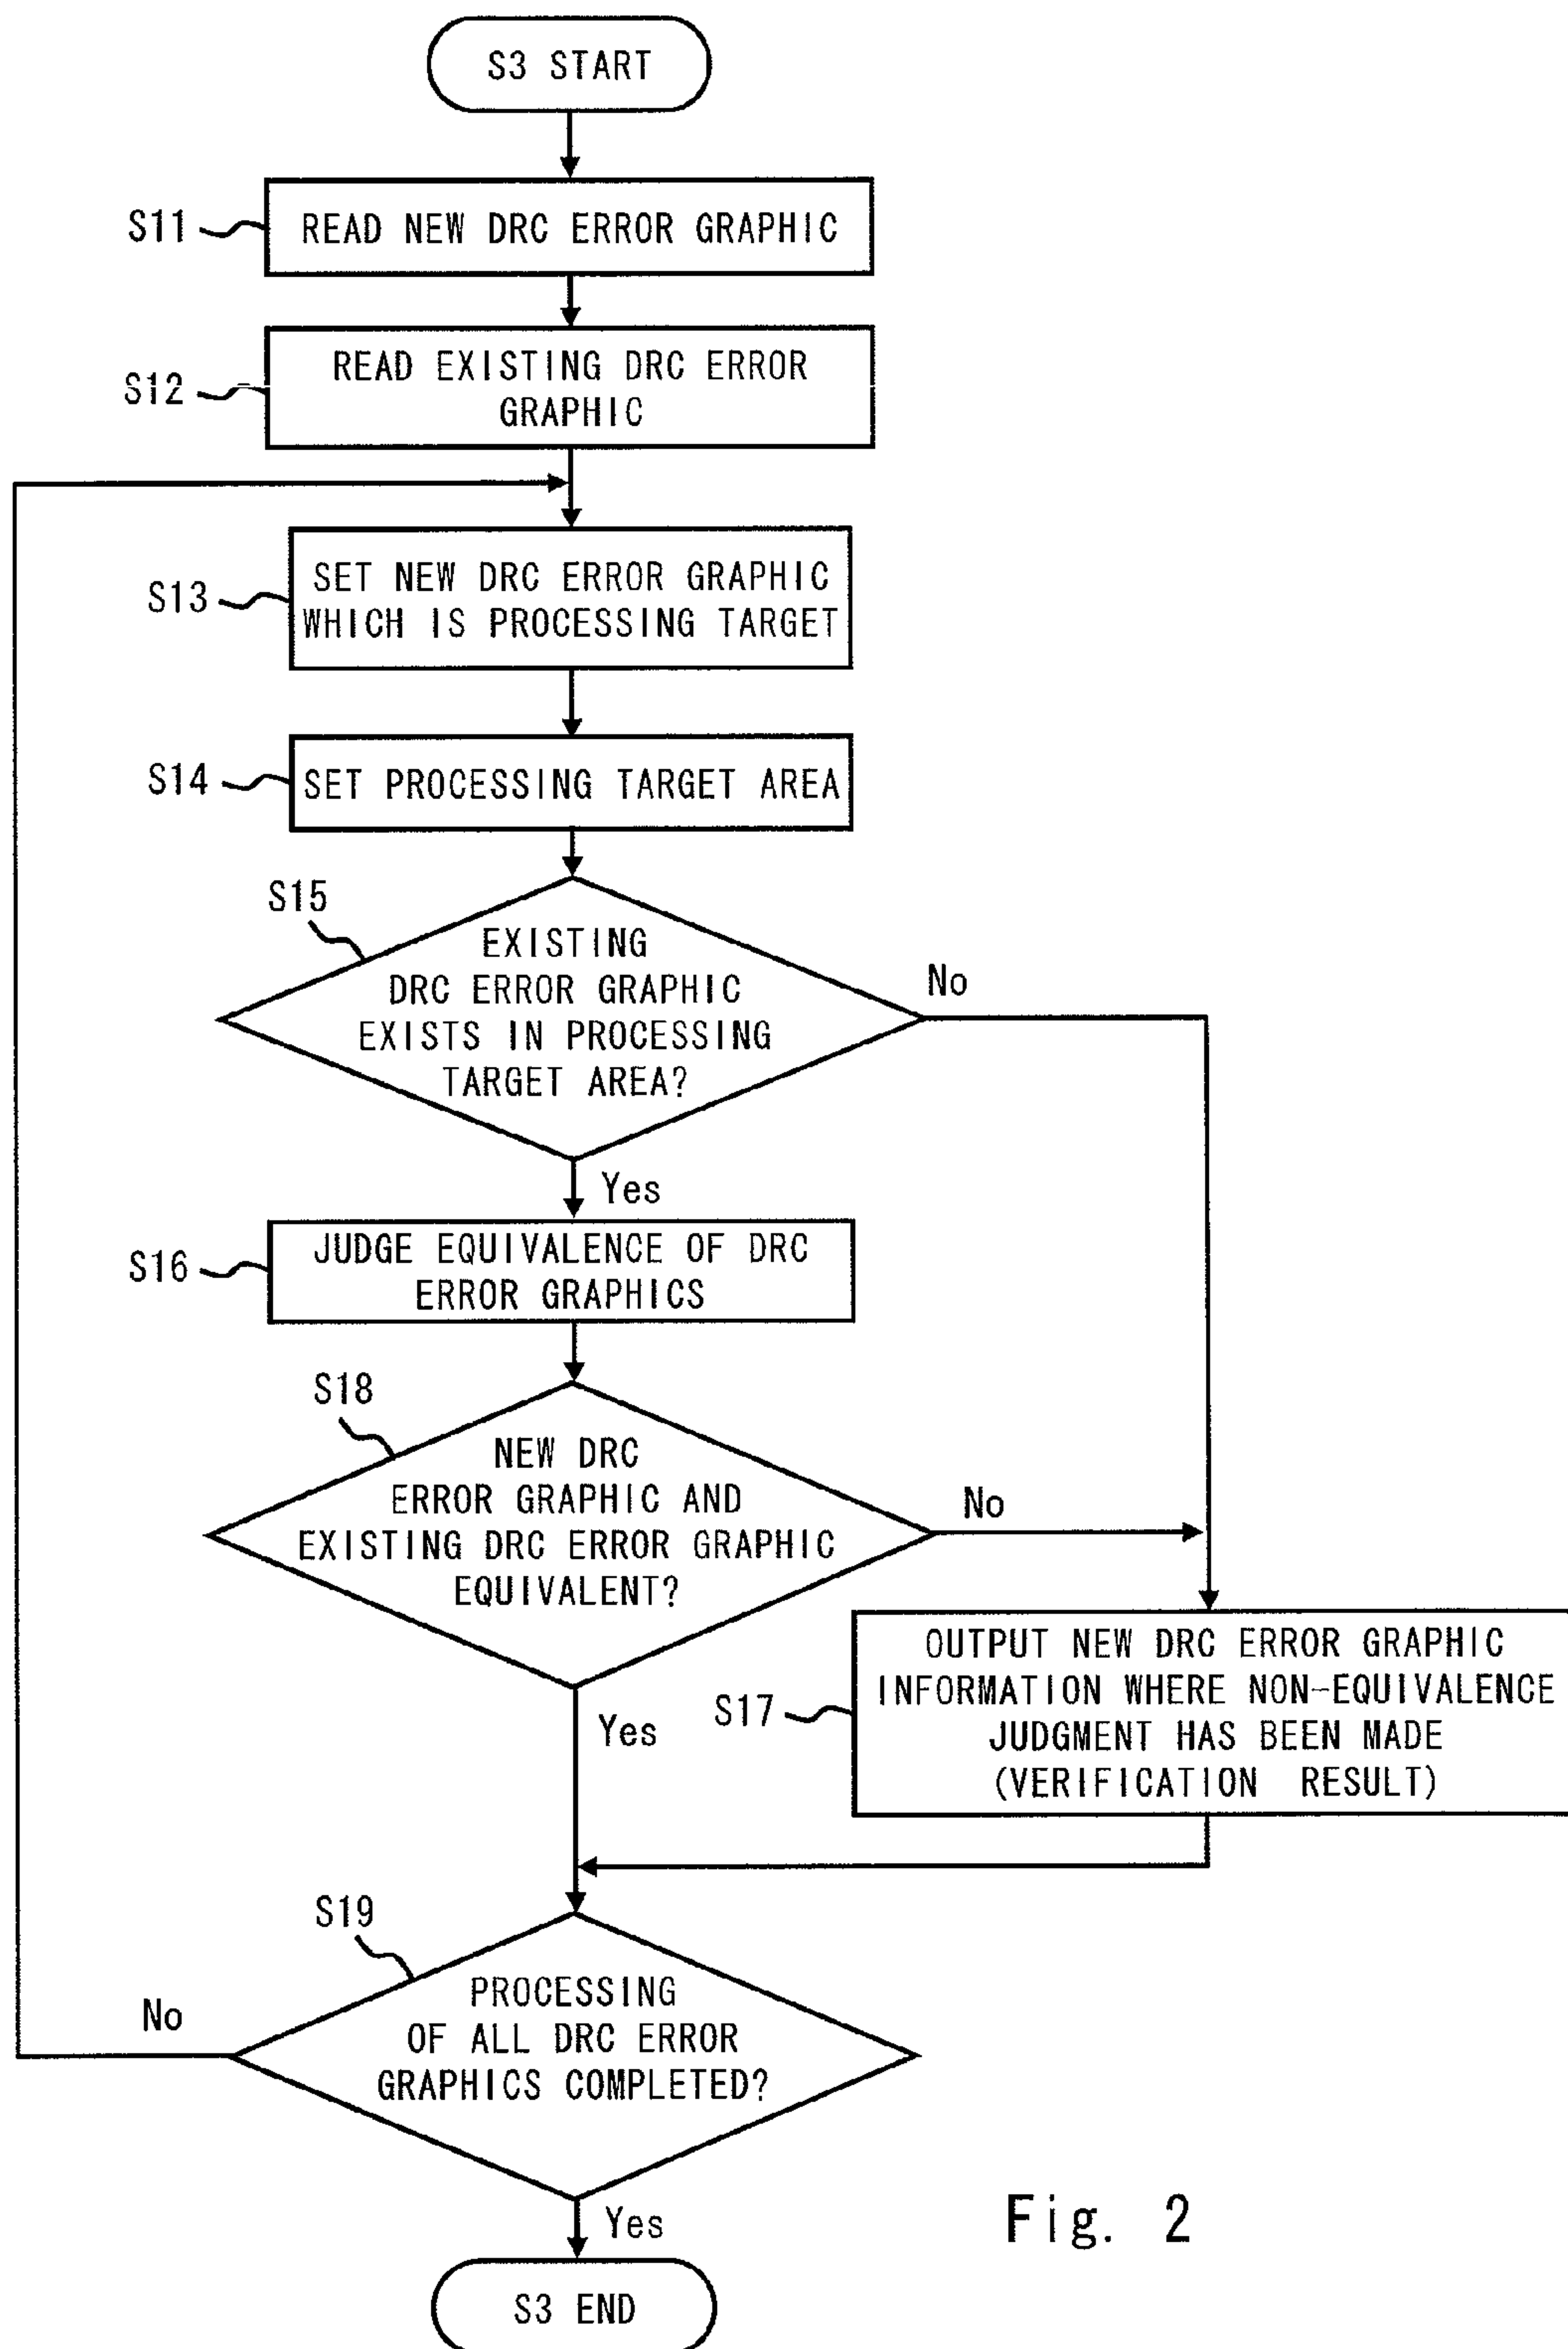 S3 START
S11
READ NEW DRC ERROR GRAPHIC
S12
READ EXISTING DRC ERROR
GRAPHIC
S13
SET NEW DRC ERROR GRAPHIC
WHICH IS PROCESSING TARGET
S14
SET PROCESSING TARGET AREA
S15
EXISTING
DRC ERROR GRAPHIC
EXISTS IN PROCESSING
TARGET AREA?
No
Yes
S16
JUDGE EQUIVALENCE OF DRC
ERROR GRAPHICS
S18
NEW DRC
ERROR GRAPHIC AND
EXISTING DRC ERROR GRAPHIC
EQUIVALENT?
No
Yes
S17
OUTPUT NEW DRC ERROR GRAPHIC
INFORMATION WHERE NON-EQUIVALENCE
JUDGMENT HAS BEEN MADE
(VERIFICATION RESULT)
S19
PROCESSING
OF ALL DRC ERROR
GRAPHICS COMPLETED?
No
Yes
S3 END
Fig. 2